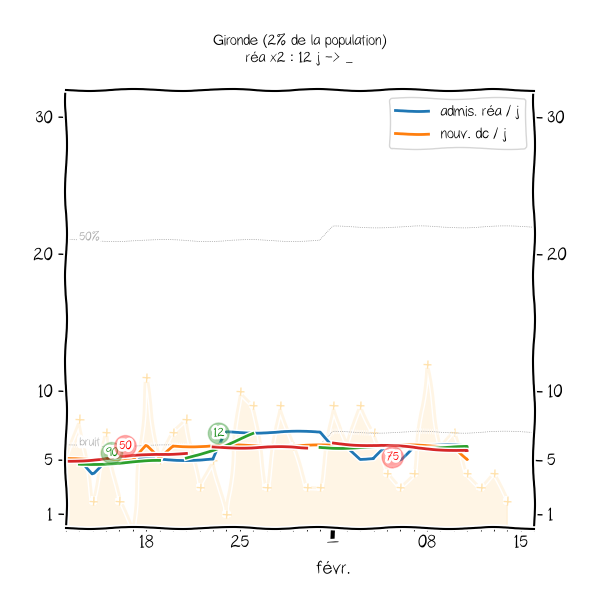 Gironde (2% de la population)
réa x2 : 12 j -> _
admis. réa / j
nouv. dc / j
30 30
50%
20 20
10 10
12
bruit 90 50
75
5 5
1 1
18 25 1 08 15
févr.